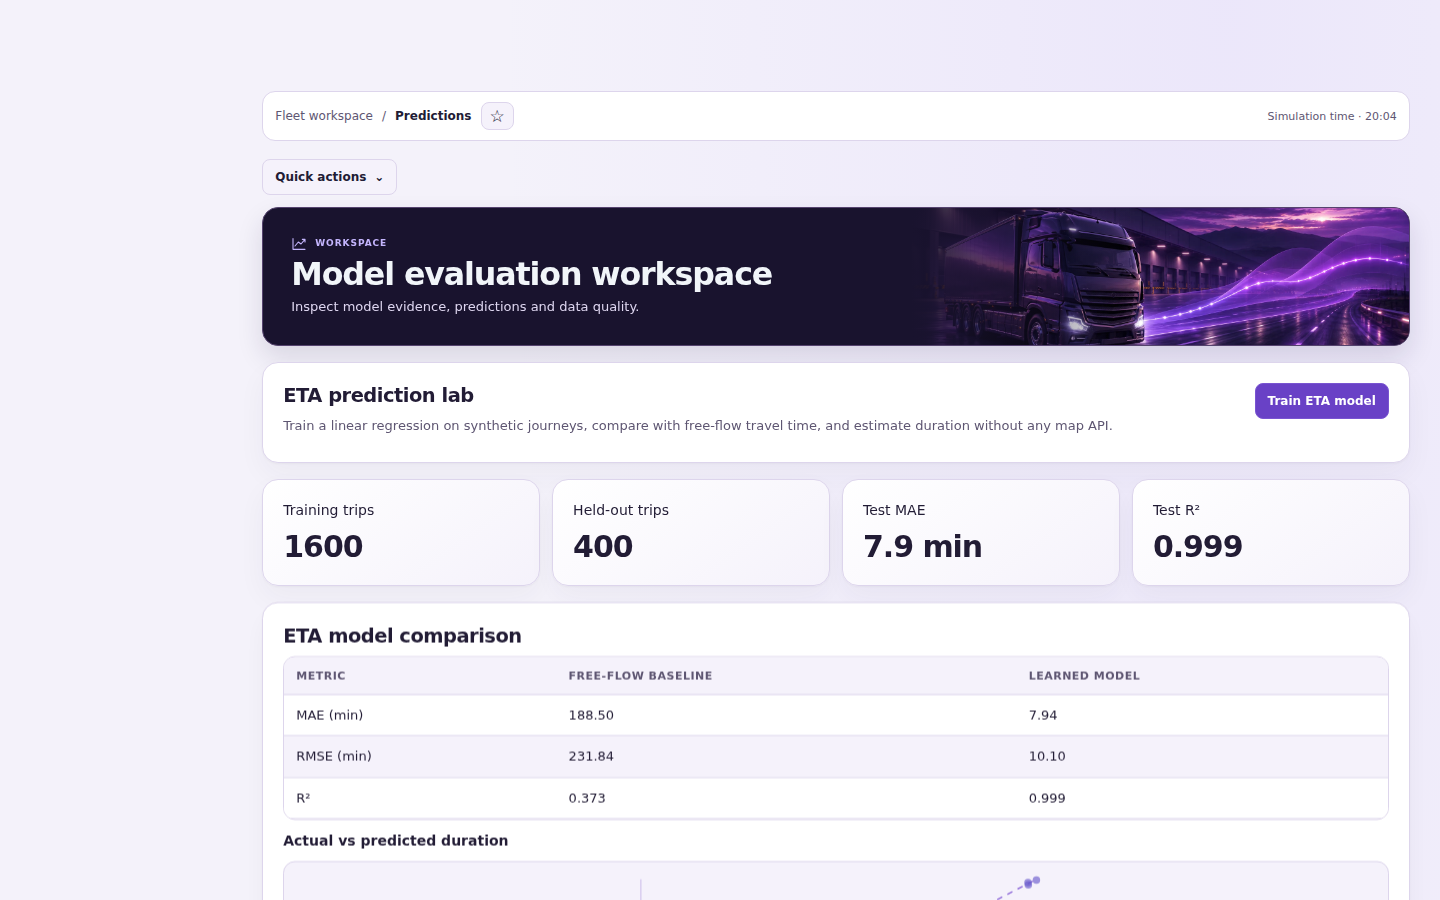 Fleet workspace / Predictions ☆
Simulation time · 20:04
Quick actions ⌄
WORKSPACE
Model evaluation workspace
Inspect model evidence, predictions and data quality.
ETA prediction lab
Train ETA model
Train a linear regression on synthetic journeys, compare with free-flow travel time, and estimate duration without any map API.
Training trips
1600
Held-out trips
400
Test MAE
7.9 min
Test R²
0.999
ETA model comparison
METRIC FREE-FLOW BASELINE LEARNED MODEL
MAE (min) 188.50 7.94
RMSE (min) 231.84 10.10
R² 0.373 0.999
Actual vs predicted duration